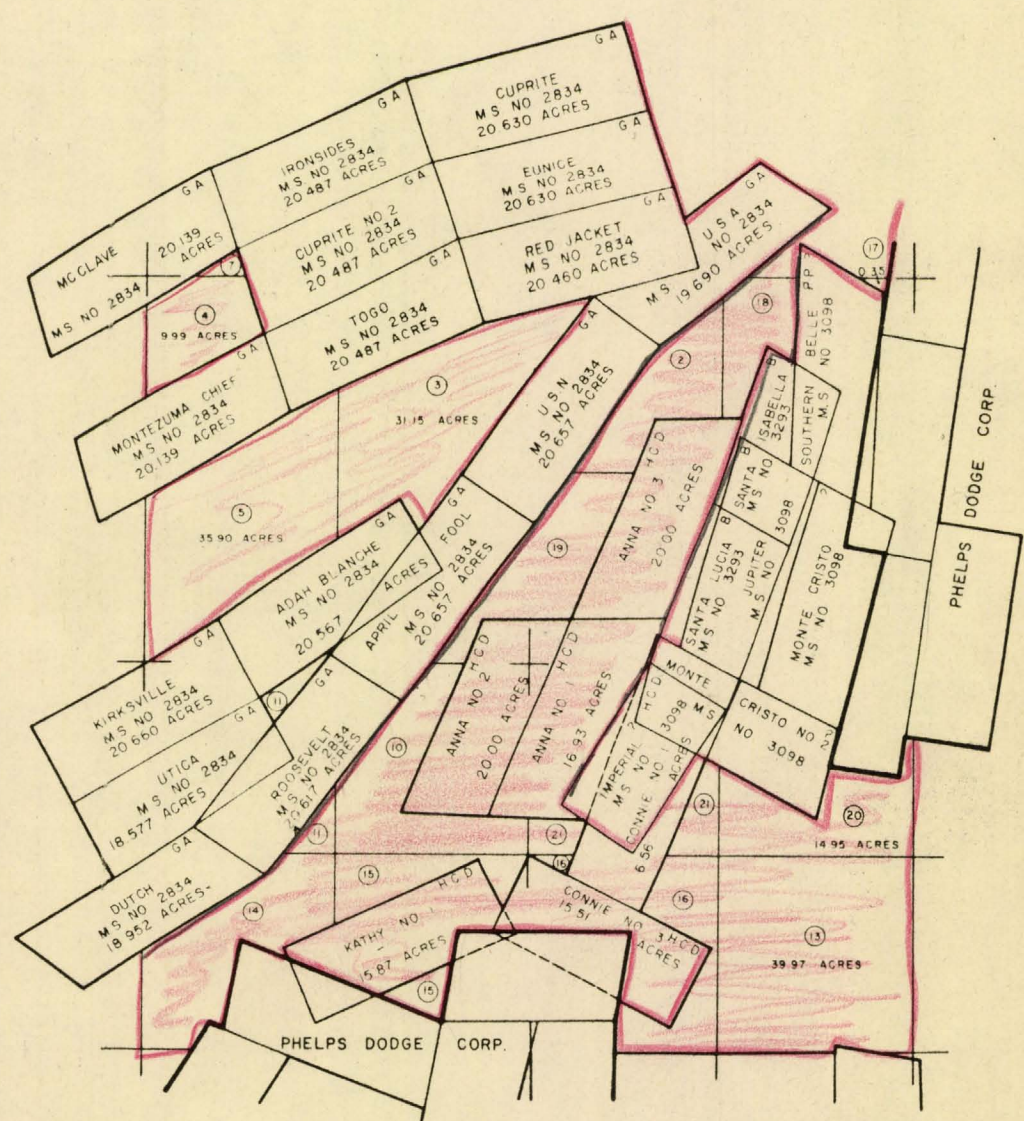 G A
CUPRITE
M S NO 2834
20 630 ACRES
G A
IRONSIDES
M S NO 2834
20 487 ACRES
G A
EUNICE
M S NO 2834
20 630 ACRES
G A
MC CLAVE
20 139
ACRES
MS NO 2834
G A
CUPRITE NO 2
M S NO 2834
20 487 ACRES
G A
RED JACKET
M S NO 2834
20 460 ACRES
G A
U S A
M S NO 2834
19 690 ACRES
17
0 35
4
9 99 ACRES
G A
TOGO
M S NO 2834
20 487 ACRES
18
G A
MONTEZUMA CHIEF
M S NO 2834
20 139
ACRES
3
31.15 ACRES
G A
U S N
M S NO 2834
20 657 ACRES
2
SOUTHERN BELLE
M S NO 3098
SANTA ISABELLA
M S NO 3293
5
35.90 ACRES
G A
ADAH BLANCHE
M S NO 2834
20 567 ACRES
G A
APRIL FOOL
M S NO 2834
20 657 ACRES
19
ANNA NO 3 H C D
20 00 ACRES
SANTA LUCIA
M S NO 3293
JUPITER
M S NO 3098
MONTE CRISTO
M S NO 3098
PHELPS DODGE CORP.
G A
KIRKSVILLE
M S NO 2834
20 660 ACRES
11
G A
UTICA
M S NO 2834
18.577 ACRES
G A
ROOSEVELT
M S NO 2834
20 617 ACRES
10
11
ANNA NO 2 H C D
20 00 ACRES
ANNA NO 1 H C D
16 93 ACRES
MONTE CRISTO NO 2
M S NO 3098
IMPERIAL
M S NO 3098
H C D
CONNIE NO 1
6 56 ACRES
21
21
20
14 95 ACRES
G A
DUTCH
M S NO 2834
18 952 ACRES-
14
15
KATHY NO 1 H C D
15 87 ACRES
15
16
CONNIE NO 3 H C D
15 51 ACRES
16
13
39.97 ACRES
PHELPS DODGE CORP.